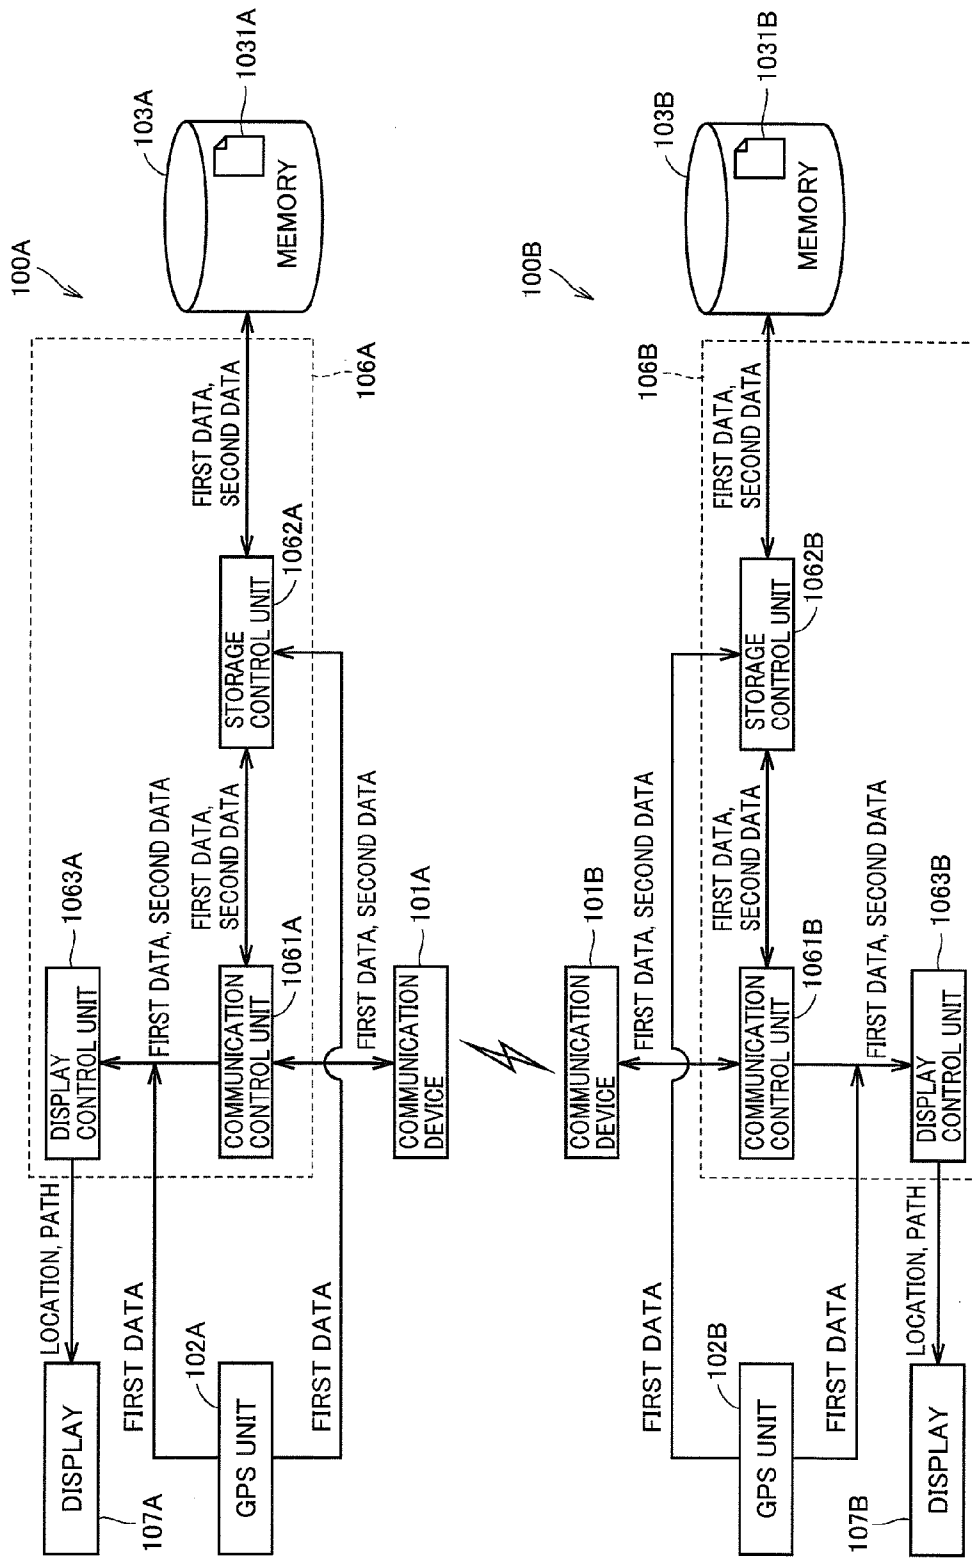 100A
DISPLAY
107A
LOCATION, PATH
DISPLAY
CONTROL UNIT
1063A
FIRST DATA
FIRST DATA, SECOND DATA
GPS UNIT
102A
COMMUNICATION
CONTROL UNIT
1061A
FIRST DATA,
SECOND DATA
STORAGE
CONTROL UNIT
1062A
FIRST DATA,
SECOND DATA
MEMORY
103A
1031A
106A
FIRST DATA
FIRST DATA, SECOND DATA
COMMUNICATION
DEVICE
101A
100B
COMMUNICATION
DEVICE
101B
FIRST DATA
FIRST DATA, SECOND DATA
106B
GPS UNIT
102B
COMMUNICATION
CONTROL UNIT
1061B
FIRST DATA,
SECOND DATA
STORAGE
CONTROL UNIT
1062B
FIRST DATA,
SECOND DATA
MEMORY
103B
1031B
FIRST DATA
FIRST DATA, SECOND DATA
DISPLAY
107B
LOCATION, PATH
DISPLAY
CONTROL UNIT
1063B